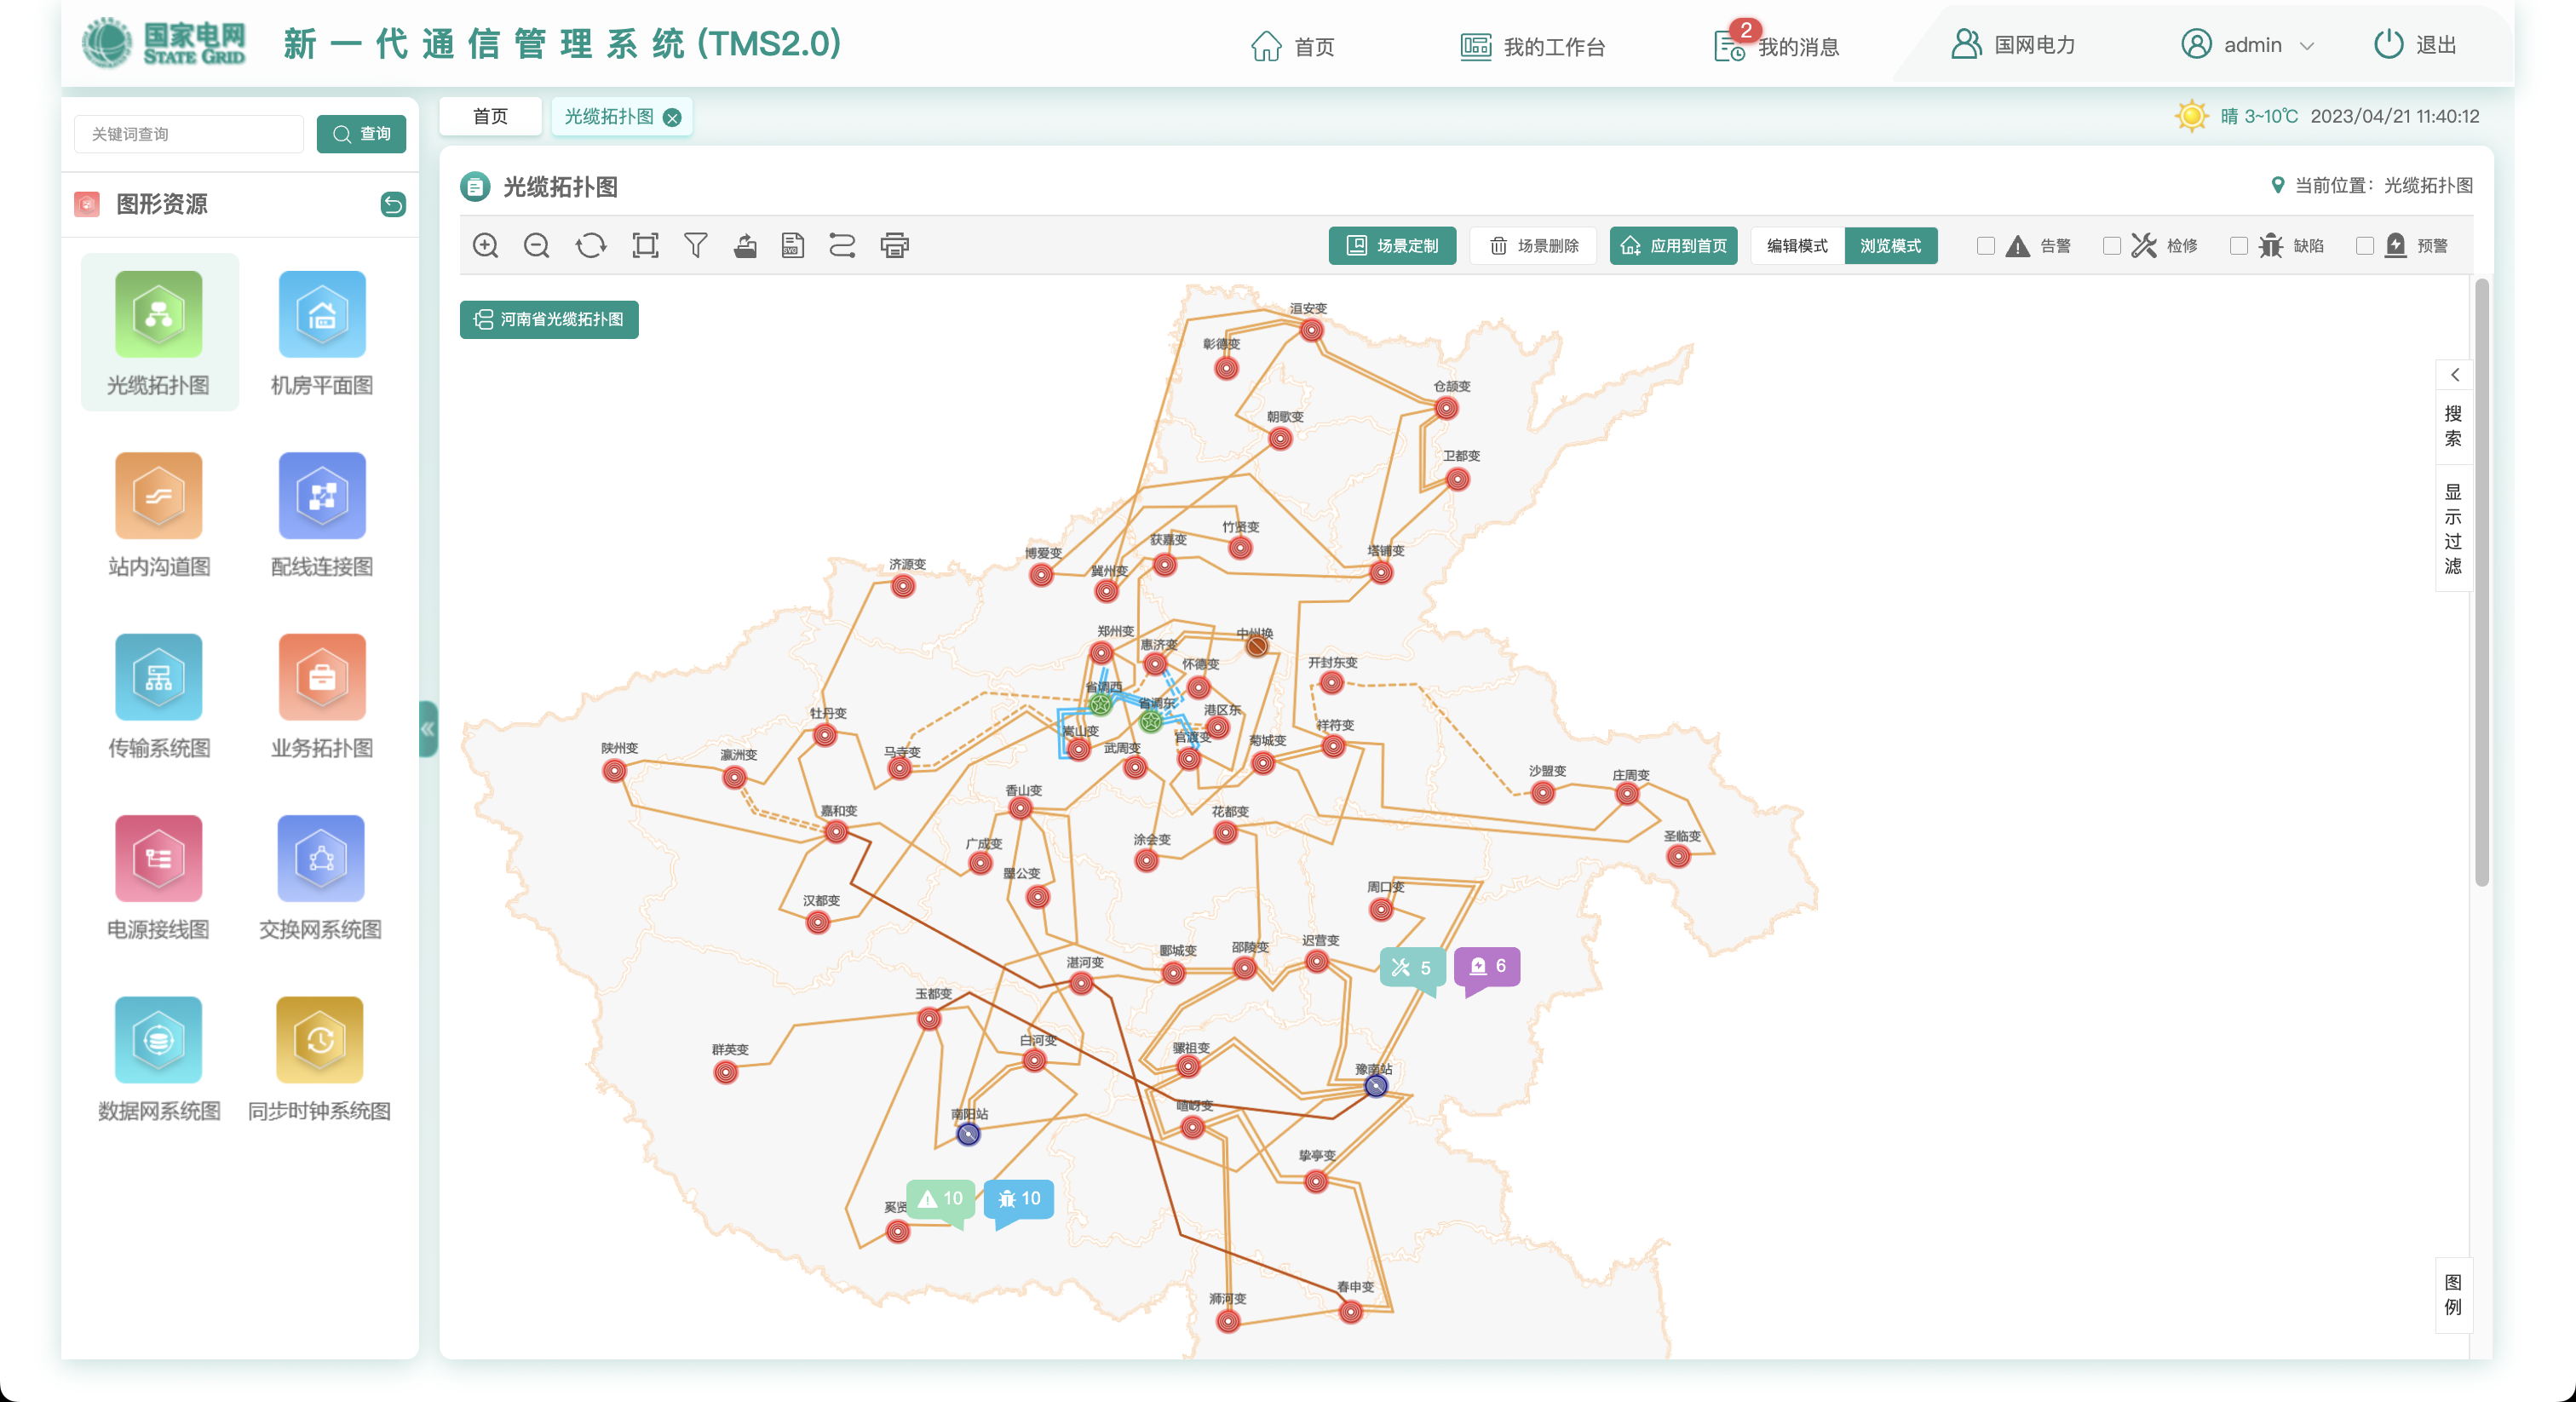 国家电网
STATE GRID
新一代通信管理系统(TMS2.0)
首页
我的工作台
2
我的消息
国网电力
admin
退出
关键词查询
查询
图形资源
光缆拓扑图
机房平面图
站内沟道图
配线连接图
传输系统图
业务拓扑图
电源接线图
交换网系统图
数据网系统图
同步时钟系统图
首页
光缆拓扑图
晴 3~10℃ 2023/04/21 11:40:12
光缆拓扑图
当前位置：光缆拓扑图
SVG
场景定制
场景删除
应用到首页
编辑模式
浏览模式
告警
检修
缺陷
预警
河南省光缆拓扑图
洹安变
彰德变
仓颉变
朝歌变
卫都变
竹贤变
获嘉变
塔铺变
博爱变
冀州变
济源变
郑州变
惠济变
中州换
怀德变
开封东变
省调西
省调东
港区东
牡丹变
嵩山变
官渡变
祥符变
菊城变
武周变
马寺变
陕州变
瀛洲变
沙盟变
庄周变
香山变
嘉和变
花都变
圣临变
涂会变
广成变
墨公变
周口变
汉都变
迟营变
邵陵变
郾城变
湛河变
5
6
玉都变
白河变
群英变
骡祖变
豫南站
嵖岈变
南阳站
挚亭变
奚贤
10
10
春申变
浉河变
搜索
显示过滤
图例